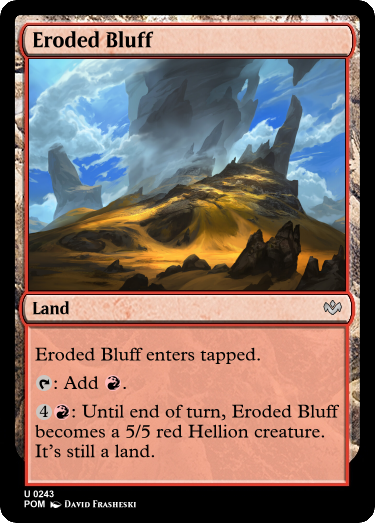 Eroded Bluff
Land
Eroded Bluff enters tapped.
: Add .
4 : Until end of turn, Eroded Bluff
becomes a 5/5 red Hellion creature.
It's still a land.
U 0243
POM David Frasheski